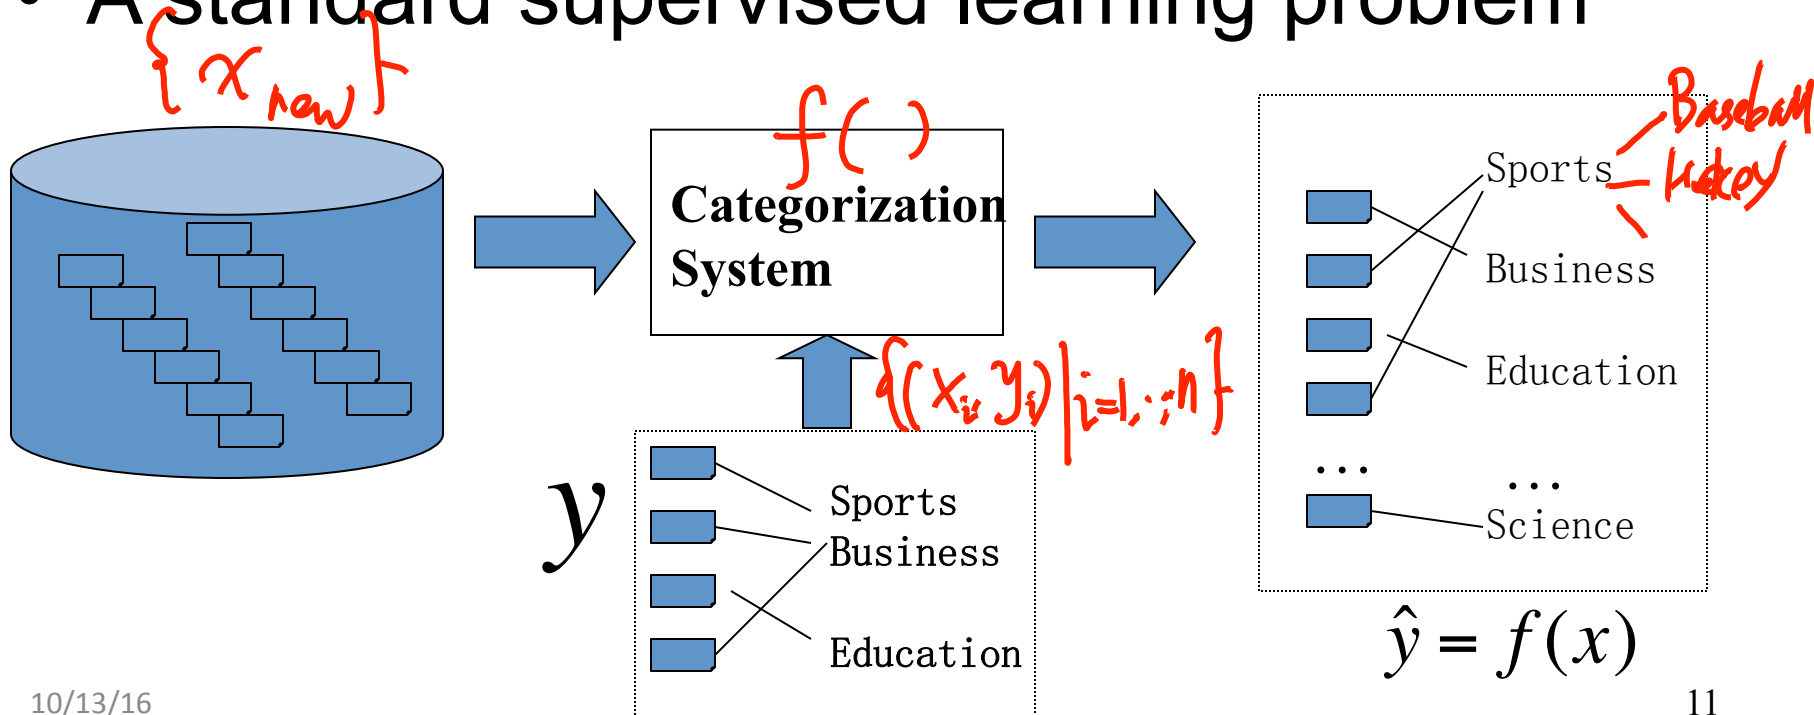 • A standard supervised learning problem
{x new}
f( )
Categorization
System
{(x_i, y_i) | i=1, ..., n}
y
Sports
Business
Education
Sports
Baseball
Hockey
Business
Education
... ...
Science
ŷ = f(x)
10/13/16
11